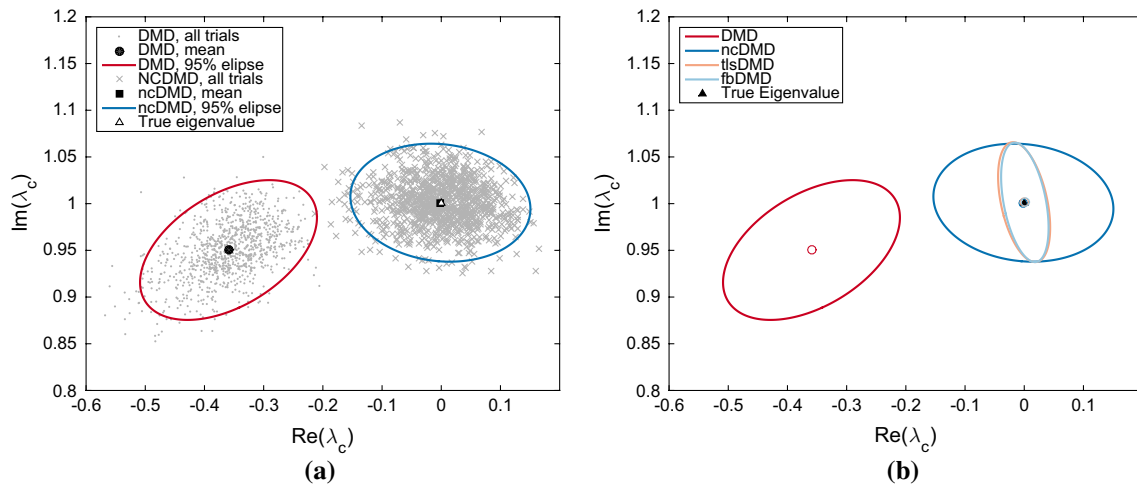 1.2
1.15
1.1
1.05
1
0.95
0.9
0.85
0.8
Im(λc)
DMD, all trials
DMD, mean
DMD, 95% elipse
NCDMD, all trials
ncDMD, mean
ncDMD, 95% elipse
True eigenvalue
-0.6 -0.5 -0.4 -0.3 -0.2 -0.1 0 0.1
Re(λc)
(a)
1.2
1.15
1.1
1.05
1
0.95
0.9
0.85
0.8
Im(λc)
DMD
ncDMD
tlsDMD
fbDMD
True Eigenvalue
-0.6 -0.5 -0.4 -0.3 -0.2 -0.1 0 0.1
Re(λc)
(b)